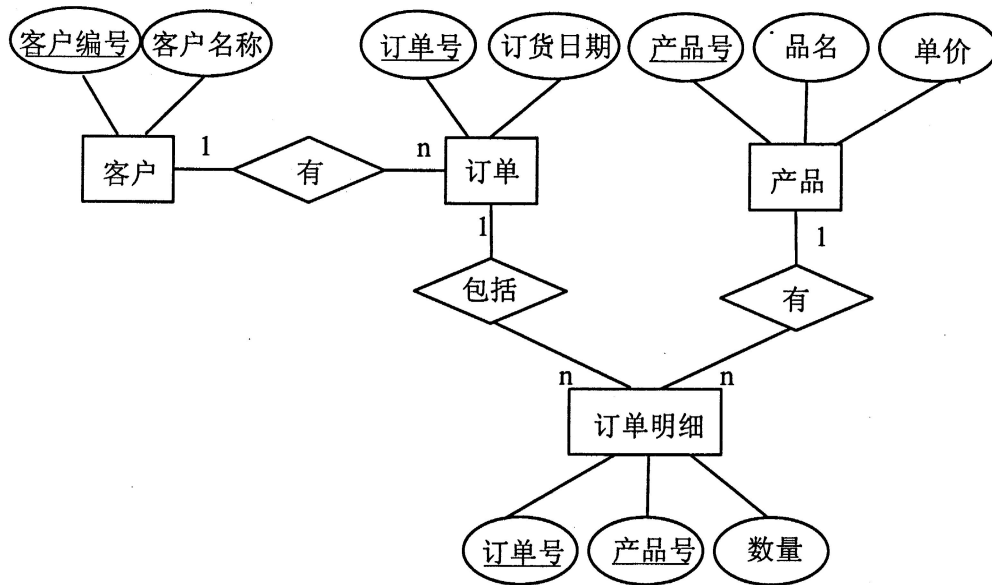 客户编号 客户名称 订单号 订货日期 产品号 品名 单价
客户 1 有 n 订单 产品
1 1
包括 有
n n
订单明细
订单号 产品号 数量